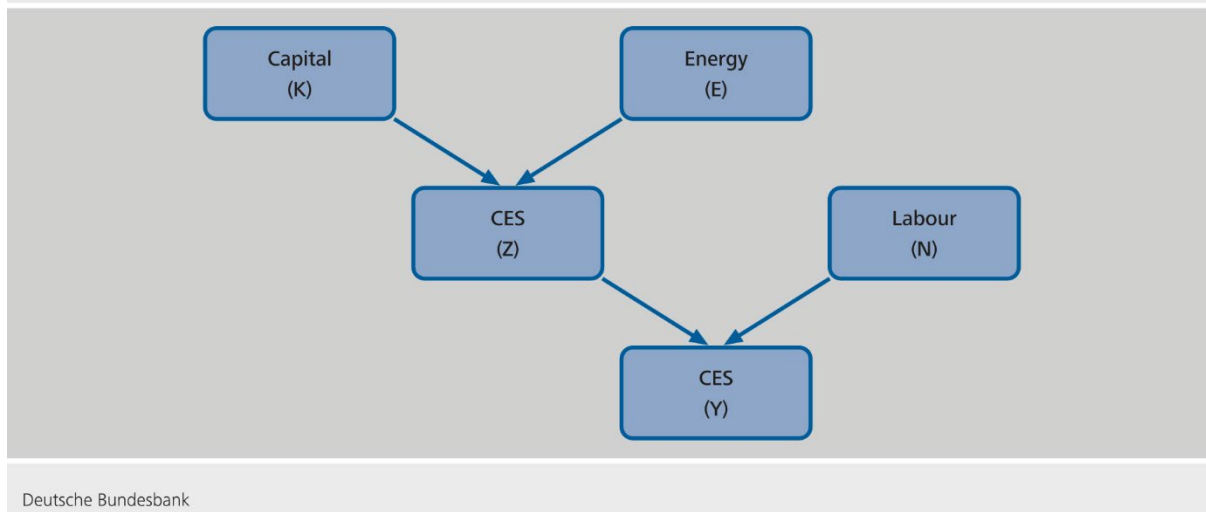 Capital
(K)
Energy
(E)
CES
(Z)
Labour
(N)
CES
(Y)
Deutsche Bundesbank